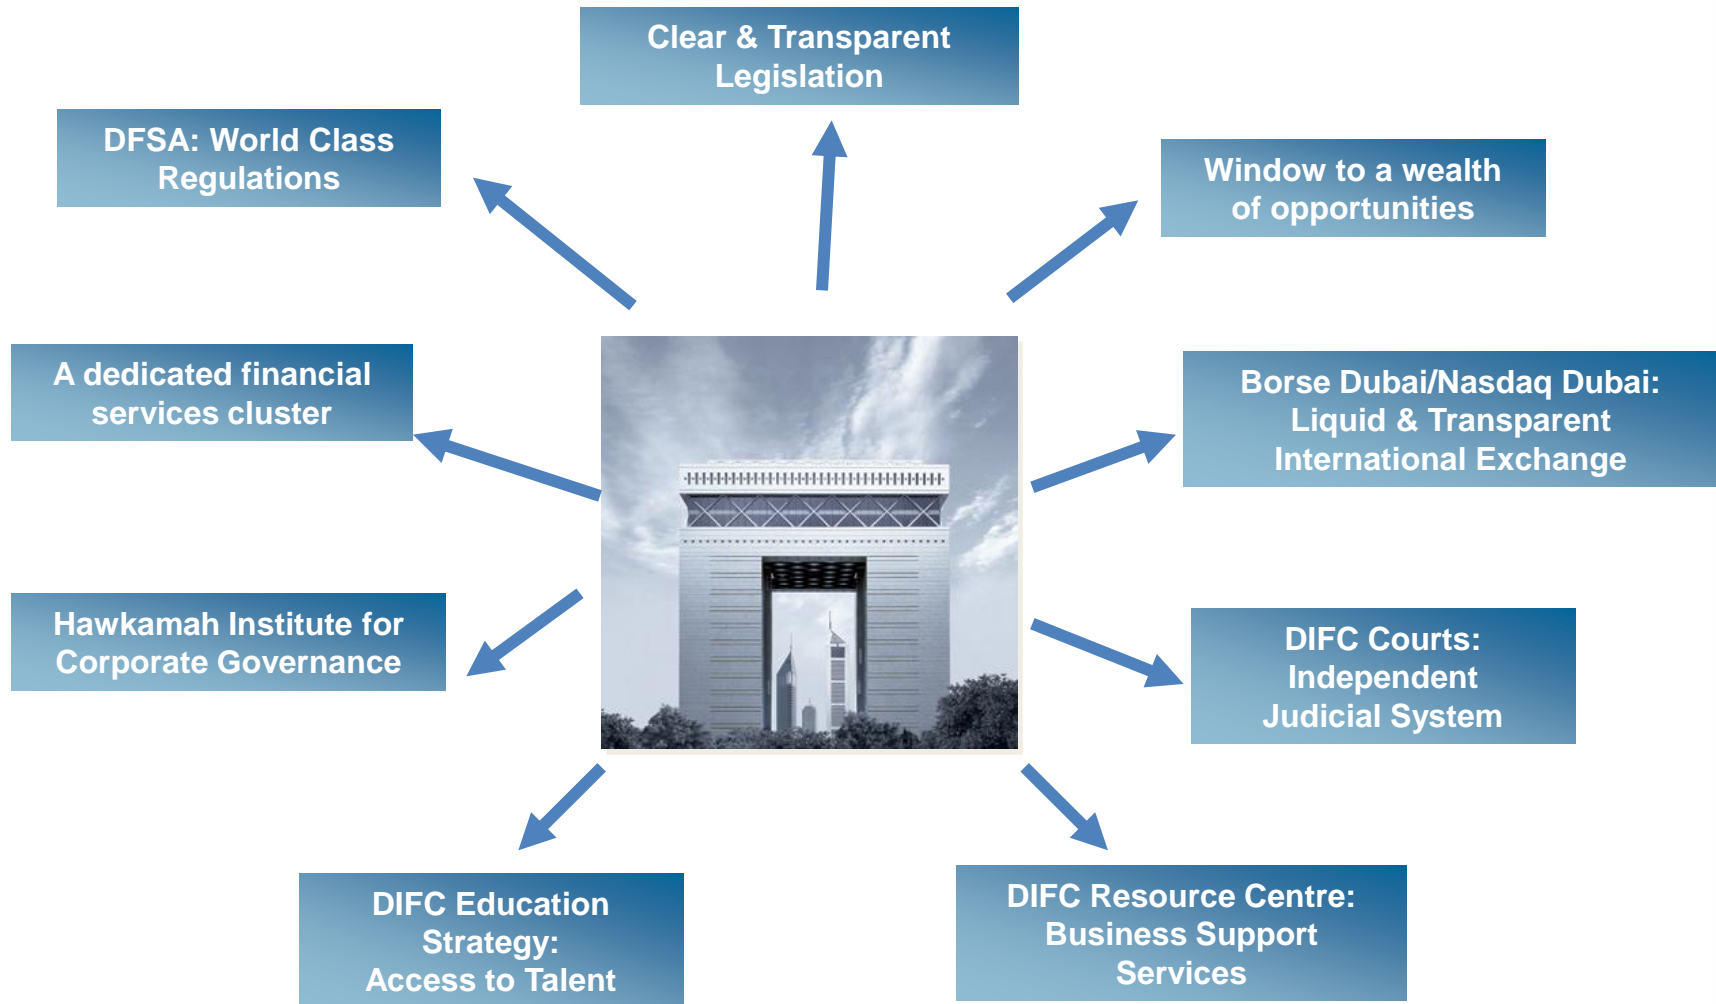 Clear & Transparent
Legislation
DFSA: World Class
Regulations
Window to a wealth
of opportunities
A dedicated financial
services cluster
Borse Dubai/Nasdaq Dubai:
Liquid & Transparent
International Exchange
Hawkamah Institute for
Corporate Governance
DIFC Courts:
Independent
Judicial System
DIFC Education
Strategy:
Access to Talent
DIFC Resource Centre:
Business Support
Services